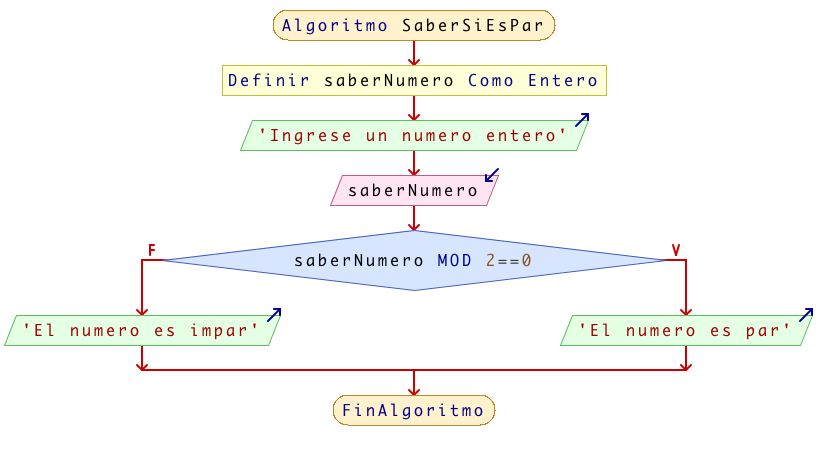 Algoritmo SaberSiEsPar
Definir saberNumero Como Entero
'Ingrese un numero entero'
saberNumero
F
V
saberNumero MOD 2==0
'El numero es impar'
'El numero es par'
FinAlgoritmo